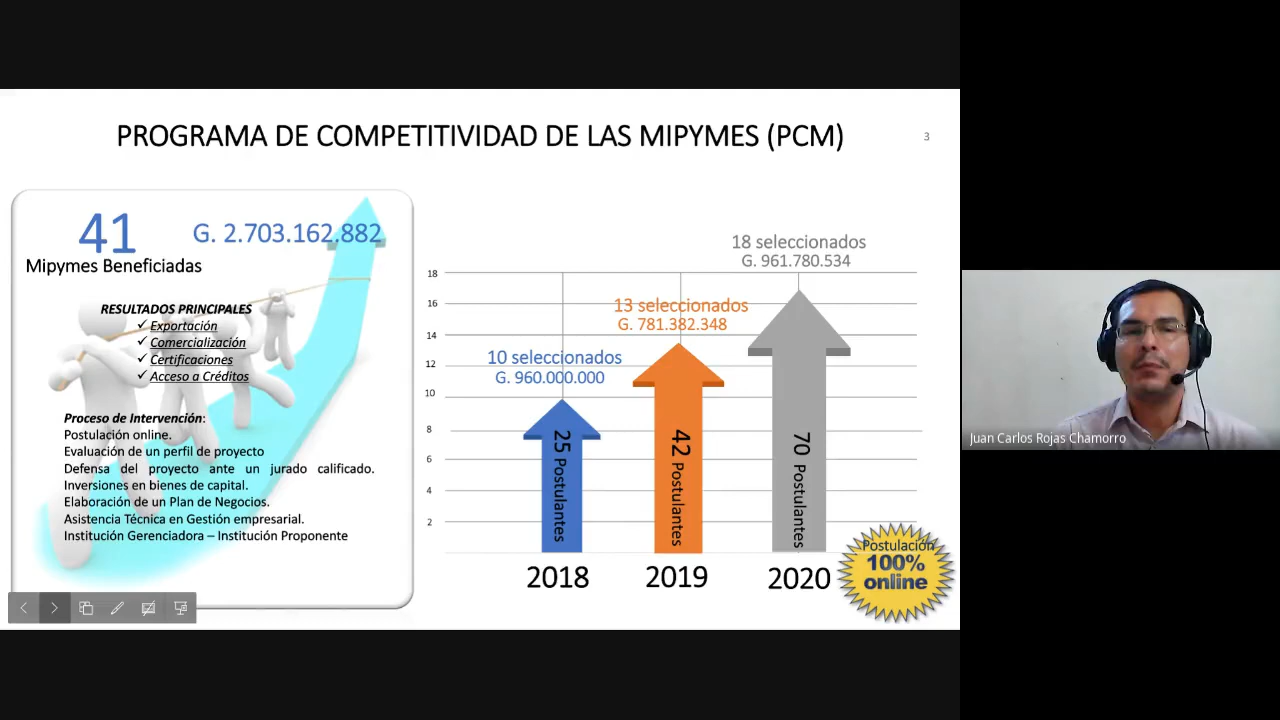 PROGRAMA DE COMPETITIVIDAD DE LAS MIPYMES (PCM)
3
41
G. 2.703.162.882
Mipymes Beneficiadas
RESULTADOS PRINCIPALES
✓ Exportación
✓ Comercialización
✓ Certificaciones
✓ Acceso a Créditos
Proceso de Intervención:
Postulación online.
Evaluación de un perfil de proyecto
Defensa del proyecto ante un jurado calificado.
Inversiones en bienes de capital.
Elaboración de un Plan de Negocios.
Asistencia Técnica en Gestión empresarial.
Institución Gerenciadora – Institución Proponente
18 seleccionados
G. 961.780.534
13 seleccionados
G. 781.382.348
10 seleccionados
G. 960.000.000
18
16
14
12
10
8
6
4
2
25 Postulantes
42 Postulantes
70 Postulantes
2018
2019
2020
Postulación
100%
online
Juan Carlos Rojas Chamorro